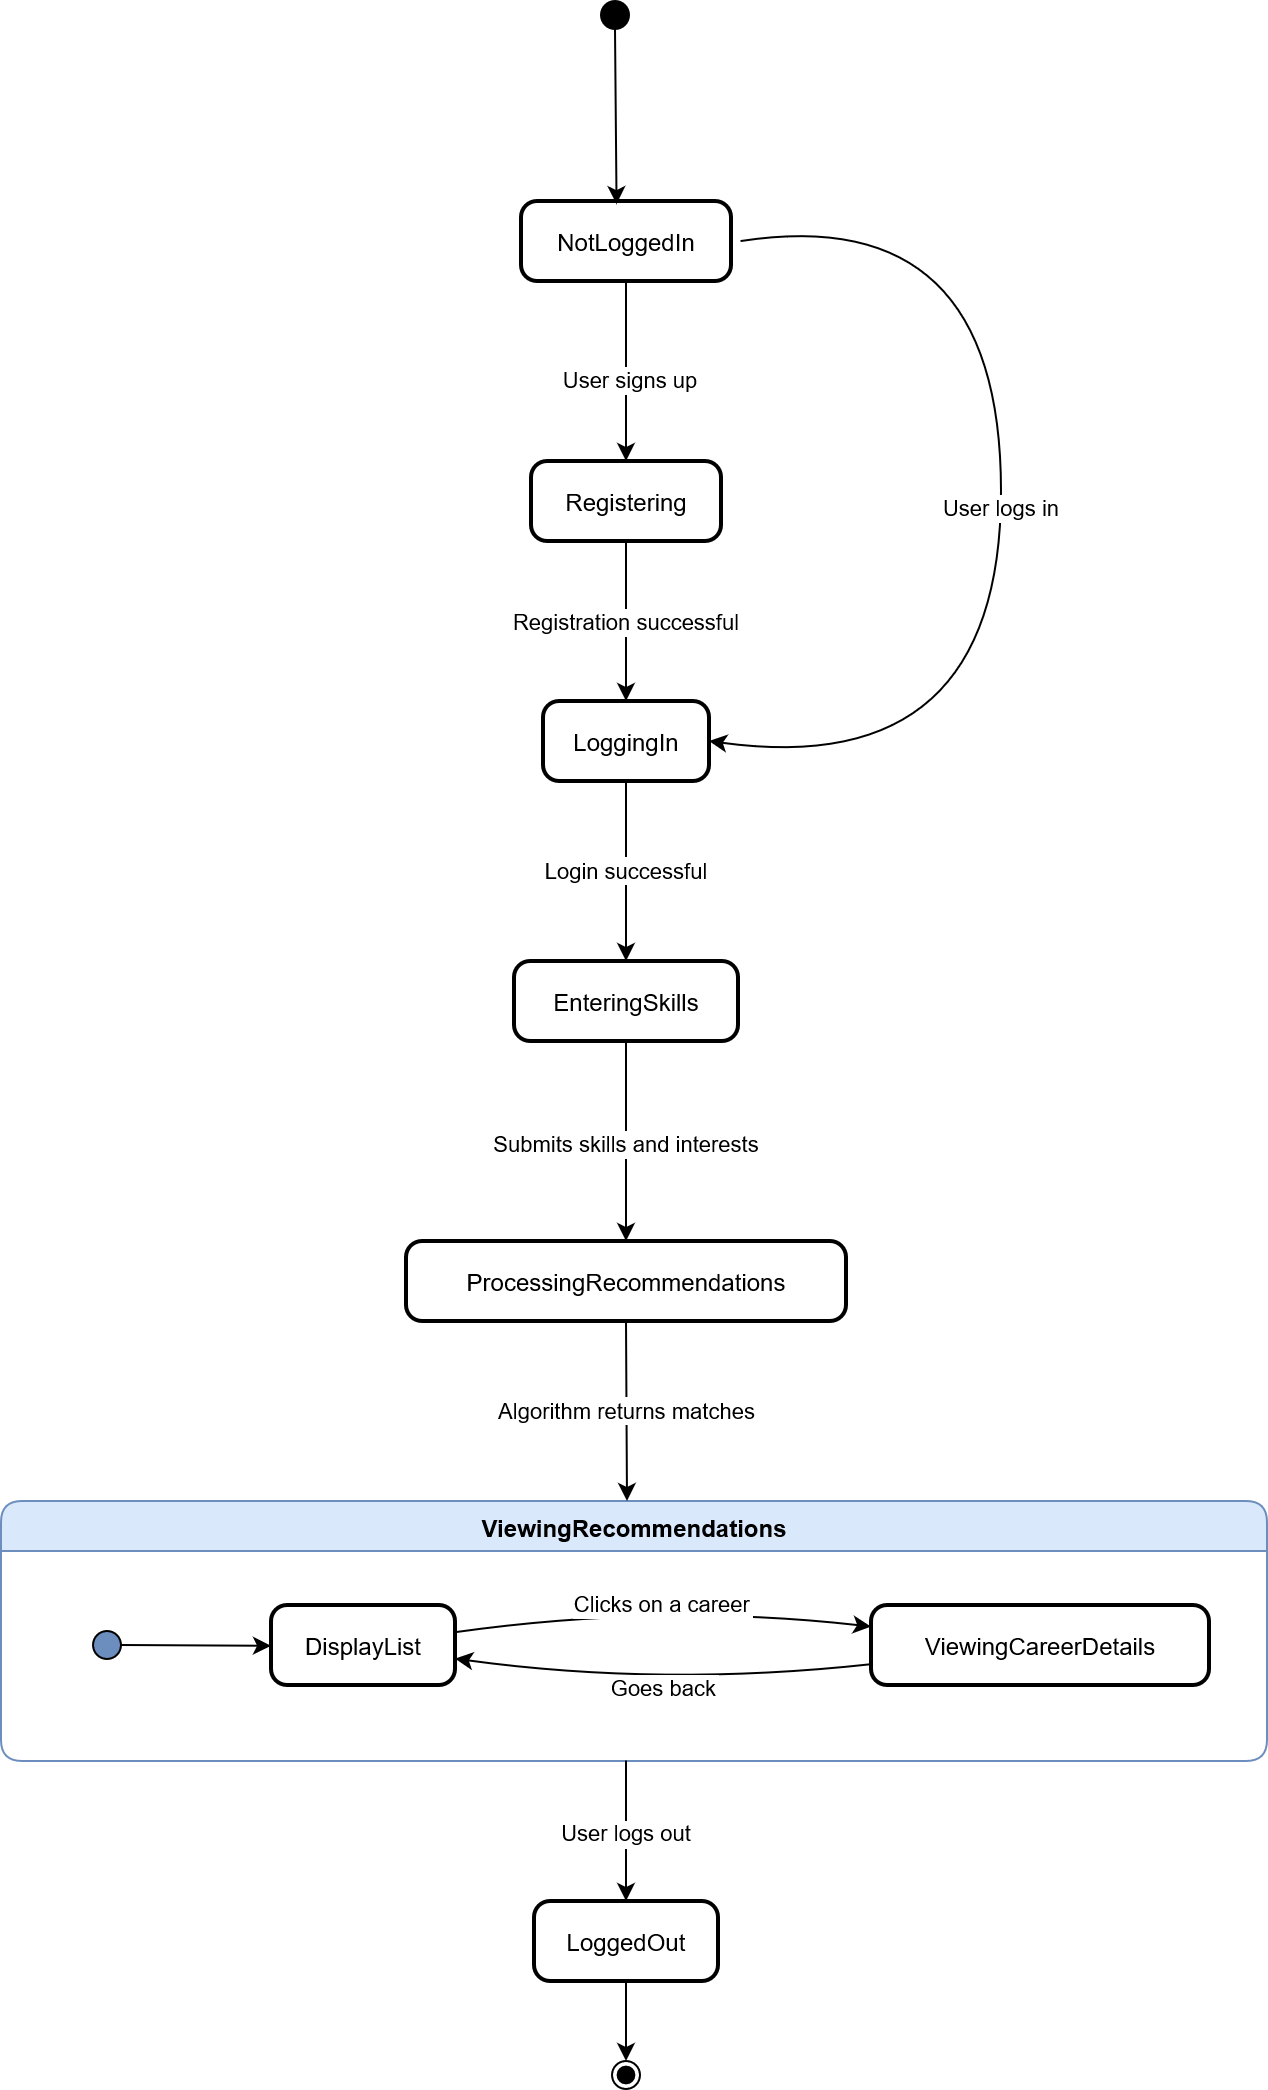 NotLoggedIn
User signs up
Registering
User logs in
Registration successful
LoggingIn
Login successful
EnteringSkills
Submits skills and interests
ProcessingRecommendations
Algorithm returns matches
ViewingRecommendations
Clicks on a career
DisplayList
ViewingCareerDetails
Goes back
User logs out
LoggedOut